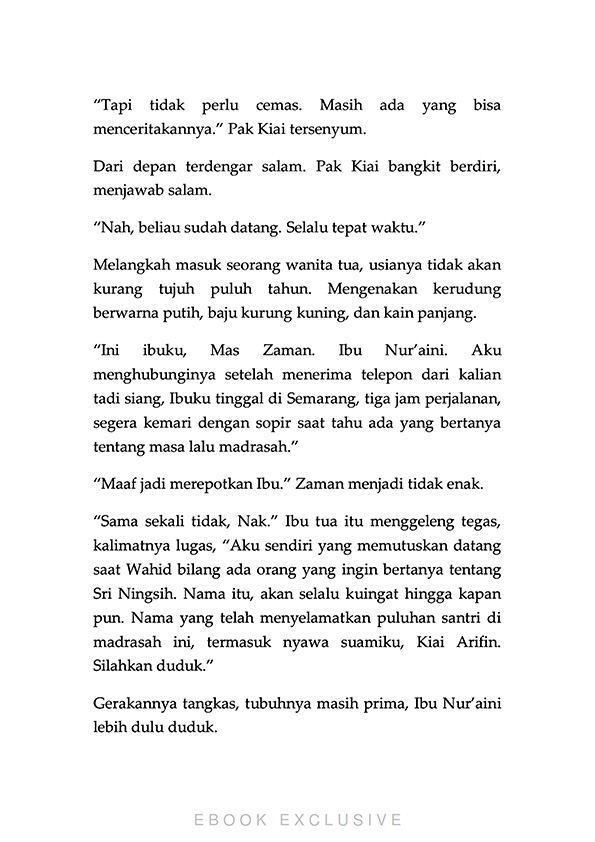 “Tapi tidak perlu cemas. Masih ada yang bisa
menceritakannya.” Pak Kiai tersenyum.
Dari depan terdengar salam. Pak Kiai bangkit berdiri,
menjawab salam.
“Nah, beliau sudah datang. Selalu tepat waktu.”
Melangkah masuk seorang wanita tua, usianya tidak akan
kurang tujuh puluh tahun. Mengenakan kerudung
berwarna putih, baju kurung kuning, dan kain panjang.
“Ini ibuku, Mas Zaman. Ibu Nur’aini. Aku
menghubunginya setelah menerima telepon dari kalian
tadi siang, Ibuku tinggal di Semarang, tiga jam perjalanan,
segera kemari dengan sopir saat tahu ada yang bertanya
tentang masa lalu madrasah.”
“Maaf jadi merepotkan Ibu.” Zaman menjadi tidak enak.
“Sama sekali tidak, Nak.” Ibu tua itu menggeleng tegas,
kalimatnya lugas, “Aku sendiri yang memutuskan datang
saat Wahid bilang ada orang yang ingin bertanya tentang
Sri Ningsih. Nama itu, akan selalu kuingat hingga kapan
pun. Nama yang telah menyelamatkan puluhan santri di
madrasah ini, termasuk nyawa suamiku, Kiai Arifin.
Silahkan duduk.”
Gerakannya tangkas, tubuhnya masih prima, Ibu Nur’aini
lebih dulu duduk.
EBOOK EXCLUSIVE